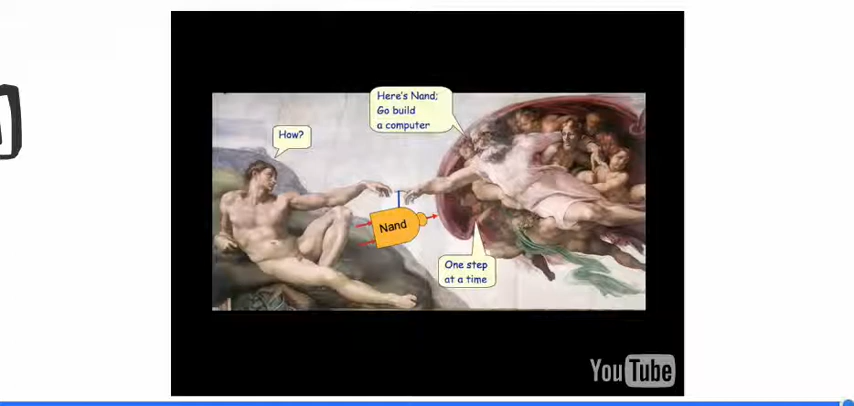 Here's Nand;
Go build
a computer
How?
Nand
One step
at a time
YouTube